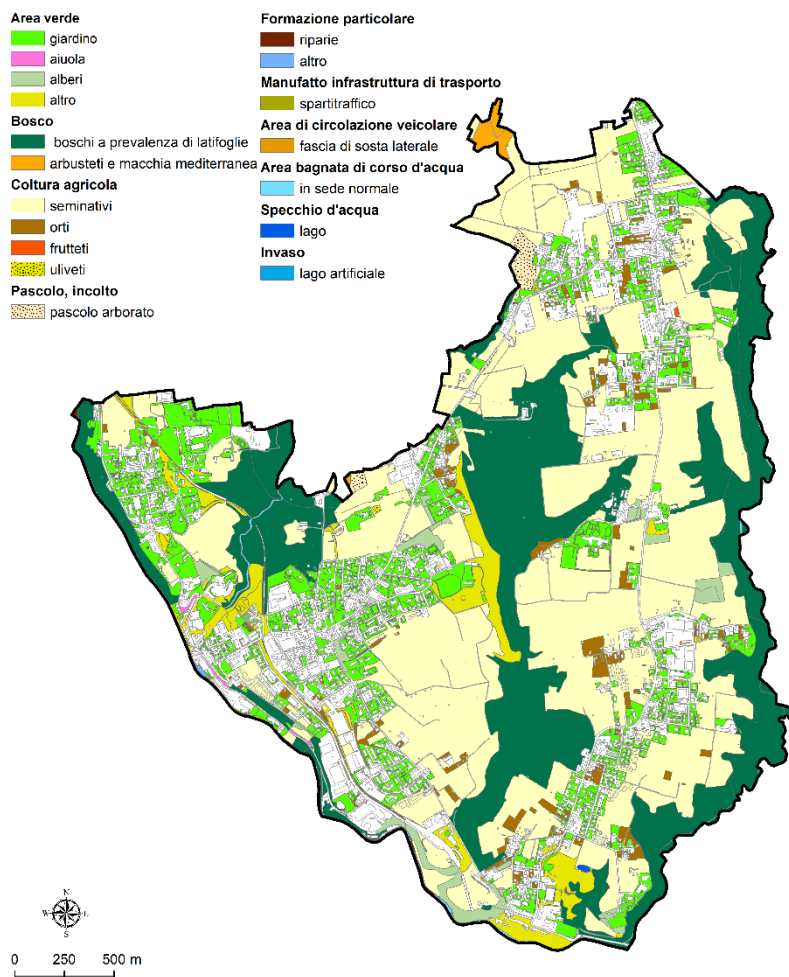 Area verde
giardino
aiuola
alberi
altro
Bosco
boschi a prevalenza di latifoglie
arbusteti e macchia mediterranea
Coltura agricola
seminativi
orti
frutteti
uliveti
Pascolo, incolto
pascolo arborato
Formazione particolare
riparie
altro
Manufatto infrastruttura di trasporto
spartitraffico
Area di circolazione veicolare
fascia di sosta laterale
Area bagnata di corso d'acqua
in sede normale
Specchio d'acqua
lago
Invaso
lago artificiale
N
W E
S
0 250 500 m